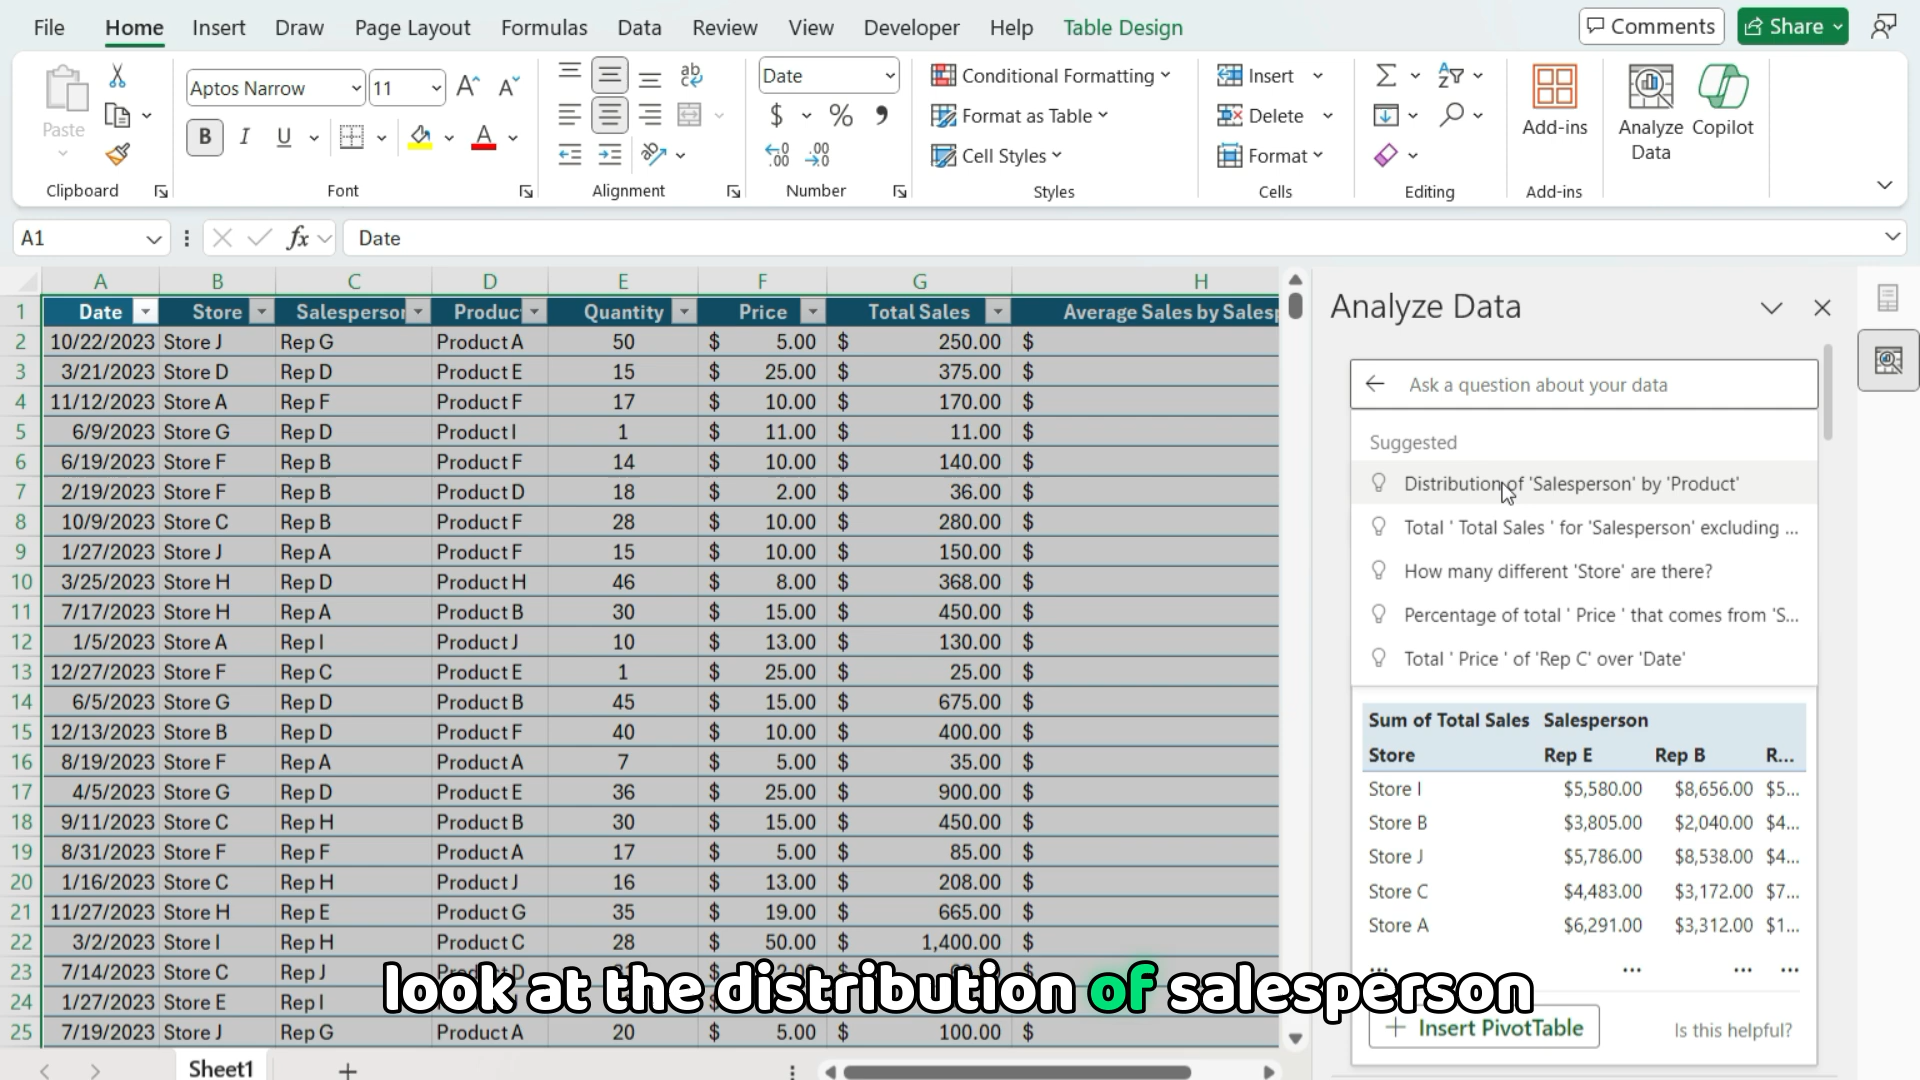 File Home Insert Draw Page Layout Formulas Data Review View Developer Help Table Design Comments Share
Paste
Clipboard
Aptos Narrow 11
B I U
Font
ab
Alignment
Date
$ % 9
Number
Conditional Formatting
Format as Table
Cell Styles
Styles
Insert
Delete
Format
Cells
Editing
Add-ins
Add-ins
Analyze Data
Copilot
A1 fx Date
A B C D E F G H
1 Date Store Salesperson Produc Quantity Price Total Sales Average Sales by Salesp
2 10/22/2023 Store J Rep G Product A 50 $ 5.00 $ 250.00 $
3 3/21/2023 Store D Rep D Product E 15 $ 25.00 $ 375.00 $
4 11/12/2023 Store A Rep F Product F 17 $ 10.00 $ 170.00 $
5 6/9/2023 Store G Rep D Product I 1 $ 11.00 $ 11.00 $
6 6/19/2023 Store F Rep B Product F 14 $ 10.00 $ 140.00 $
7 2/19/2023 Store F Rep B Product D 18 $ 2.00 $ 36.00 $
8 10/9/2023 Store C Rep B Product F 28 $ 10.00 $ 280.00 $
9 1/27/2023 Store J Rep A Product F 15 $ 10.00 $ 150.00 $
10 3/25/2023 Store H Rep D Product H 46 $ 8.00 $ 368.00 $
11 7/17/2023 Store H Rep A Product B 30 $ 15.00 $ 450.00 $
12 1/5/2023 Store A Rep I Product J 10 $ 13.00 $ 130.00 $
13 12/27/2023 Store F Rep C Product E 1 $ 25.00 $ 25.00 $
14 6/5/2023 Store G Rep D Product B 45 $ 15.00 $ 675.00 $
15 12/13/2023 Store B Rep D Product F 40 $ 10.00 $ 400.00 $
16 8/19/2023 Store F Rep A Product A 7 $ 5.00 $ 35.00 $
17 4/5/2023 Store G Rep D Product E 36 $ 25.00 $ 900.00 $
18 9/11/2023 Store C Rep H Product B 30 $ 15.00 $ 450.00 $
19 8/31/2023 Store F Rep F Product A 17 $ 5.00 $ 85.00 $
20 1/16/2023 Store C Rep H Product J 16 $ 13.00 $ 208.00 $
21 11/27/2023 Store H Rep E Product G 35 $ 19.00 $ 665.00 $
22 3/2/2023 Store I Rep H Product C 28 $ 50.00 $ 1,400.00 $
23 7/14/2023 Store C Rep J
24 1/27/2023 Store E Rep I
25 7/19/2023 Store J Rep G Product A 20 $ 5.00 $ 100.00 $
Sheet1
Analyze Data
Ask a question about your data
Suggested
Distribution of 'Salesperson' by 'Product'
Total ' Total Sales ' for 'Salesperson' excluding ...
How many different 'Store' are there?
Percentage of total ' Price ' that comes from 'S...
Total ' Price ' of 'Rep C' over 'Date'
Sum of Total Sales Salesperson
Store Rep E Rep B R...
Store I $5,580.00 $8,656.00 $5...
Store B $3,805.00 $2,040.00 $4...
Store J $5,786.00 $8,538.00 $4...
Store C $4,483.00 $3,172.00 $7...
Store A $6,291.00 $3,312.00 $1...
... ... ... ...
Insert PivotTable Is this helpful?
look at the distribution of salesperson